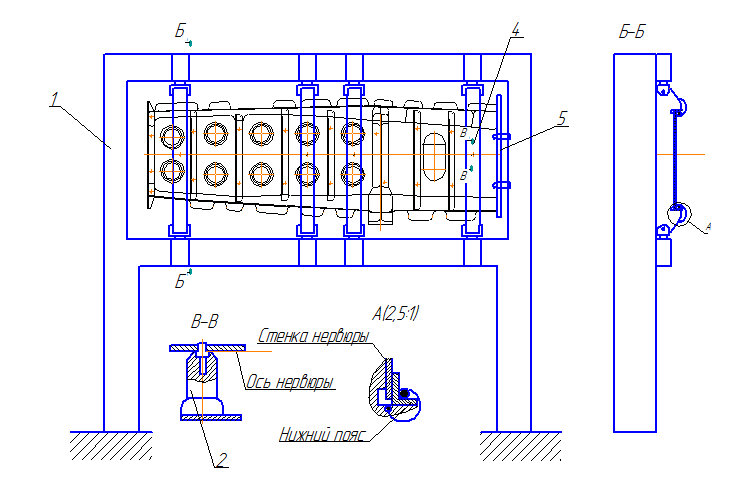 Б
4
Б-Б
1
5
В
В
А
Б
В-В
А(2,5:1)
Стенка нервюры
Ось нервюры
Нижний пояс
2